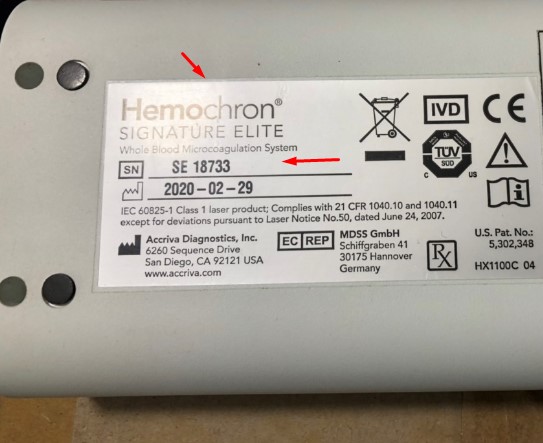 Hemochron®
SIGNATURE ELITE
Whole Blood Microcoagulation System
SN SE 18733
2020-02-29
IEC 60825-1 Class 1 laser product; Complies with 21 CFR 1040.10 and 1040.11
except for deviations pursuant to Laser Notice No.50, dated June 24, 2007.
Accriva Diagnostics, Inc.
6260 Sequence Drive
San Diego, CA 92121 USA
www.accriva.com
EC REP
MDSS GmbH
Schiffgraben 41
30175 Hannover
Germany
IVD
CE
TÜV
SÜD
C US
i
Rx
U.S. Pat. No.:
5,302,348
HX1100C 04